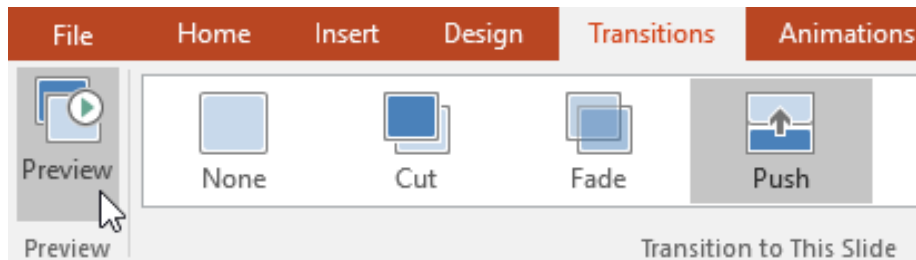 File Home Insert Design Transitions Animations
Preview None Cut Fade Push
Preview Transition to This Slide